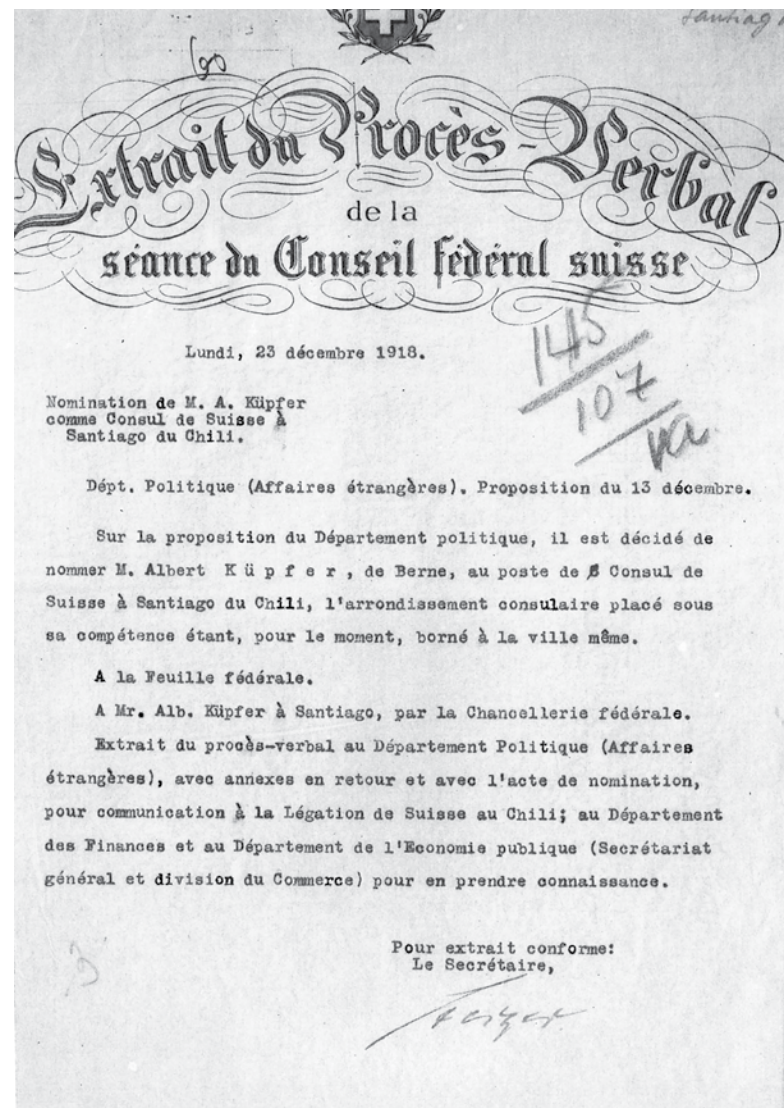 Extrait du Procès-Verbal
de la
séance du Conseil fédéral suisse
145
107
Lundi, 23 décembre 1918.
Nomination de M. A. Küpfer
comme Consul de Suisse à
Santiago du Chili.
Dépt. Politique (Affaires étrangères). Proposition du 13 décembre.
Sur la proposition du Département politique, il est décidé de
nommer M. Albert K ü p f e r , de Berne, au poste de Consul de
Suisse à Santiago du Chili, l'arrondissement consulaire placé sous
sa compétence étant, pour le moment, borné à la ville même.
A la Feuille fédérale.
A Mr. Alb. Küpfer à Santiago, par la Chancellerie fédérale.
Extrait du procès-verbal au Département Politique (Affaires
étrangères), avec annexes en retour et avec l'acte de nomination,
pour communication à la Légation de Suisse au Chili; au Département
des Finances et au Département de l'Economie publique (Secrétariat
général et division du Commerce) pour en prendre connaissance.
Pour extrait conforme:
Le Secrétaire,